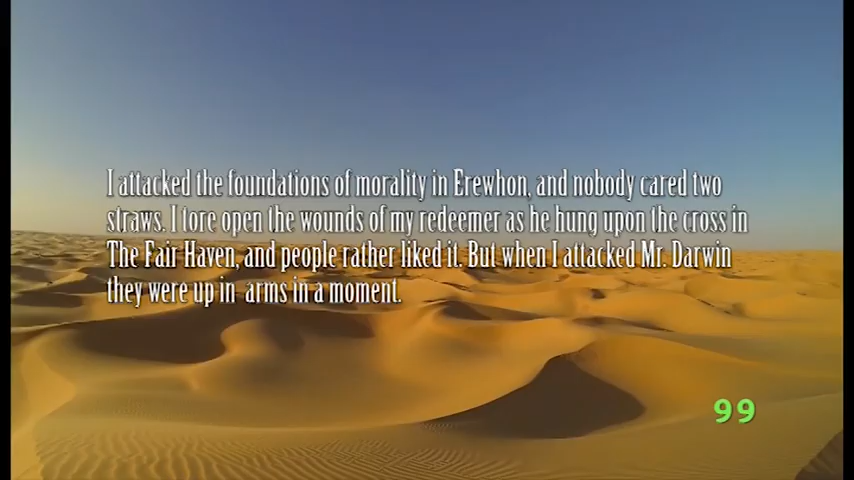 I attacked the foundations of morality in Erewhon, and nobody cared two
straws. I tore open the wounds of my redeemer as he hung upon the cross in
The Fair Haven, and people rather liked it. But when I attacked Mr. Darwin
they were up in arms in a moment.
99